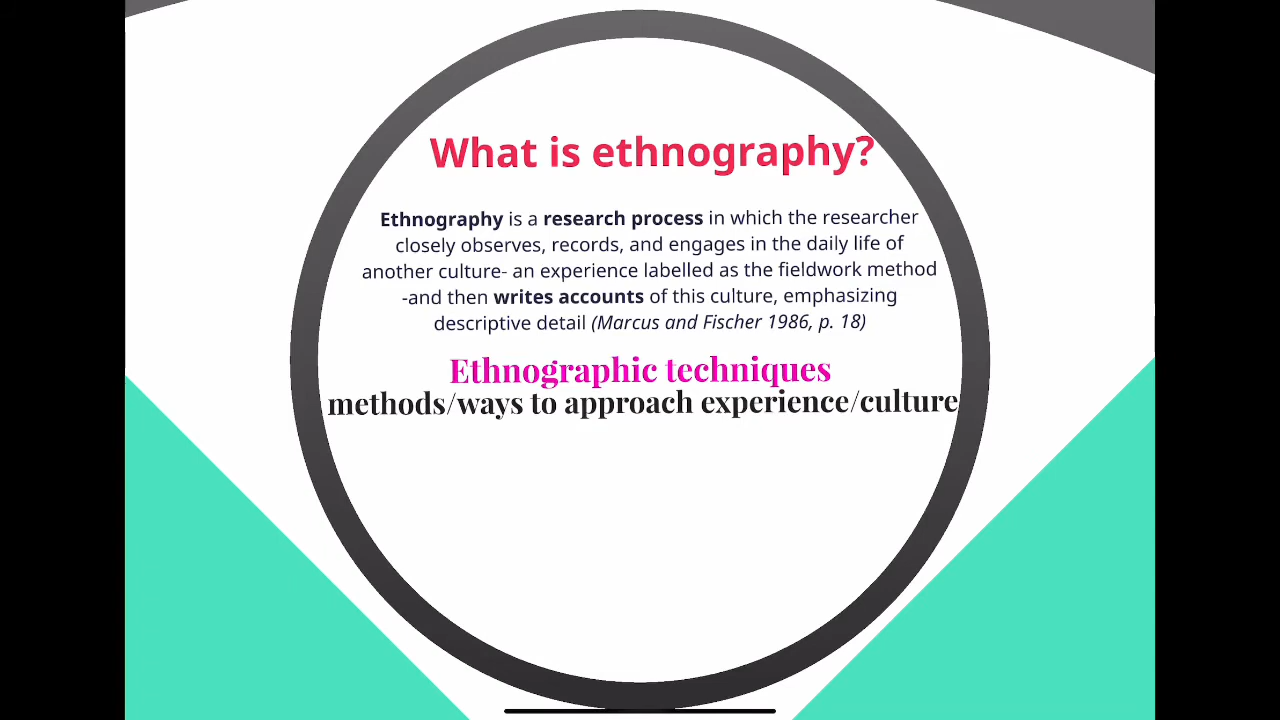 What is ethnography?
Ethnography is a research process in which the researcher
closely observes, records, and engages in the daily life of
another culture- an experience labelled as the fieldwork method
-and then writes accounts of this culture, emphasizing
descriptive detail (Marcus and Fischer 1986, p. 18)
Ethnographic techniques
methods/ways to approach experience/culture